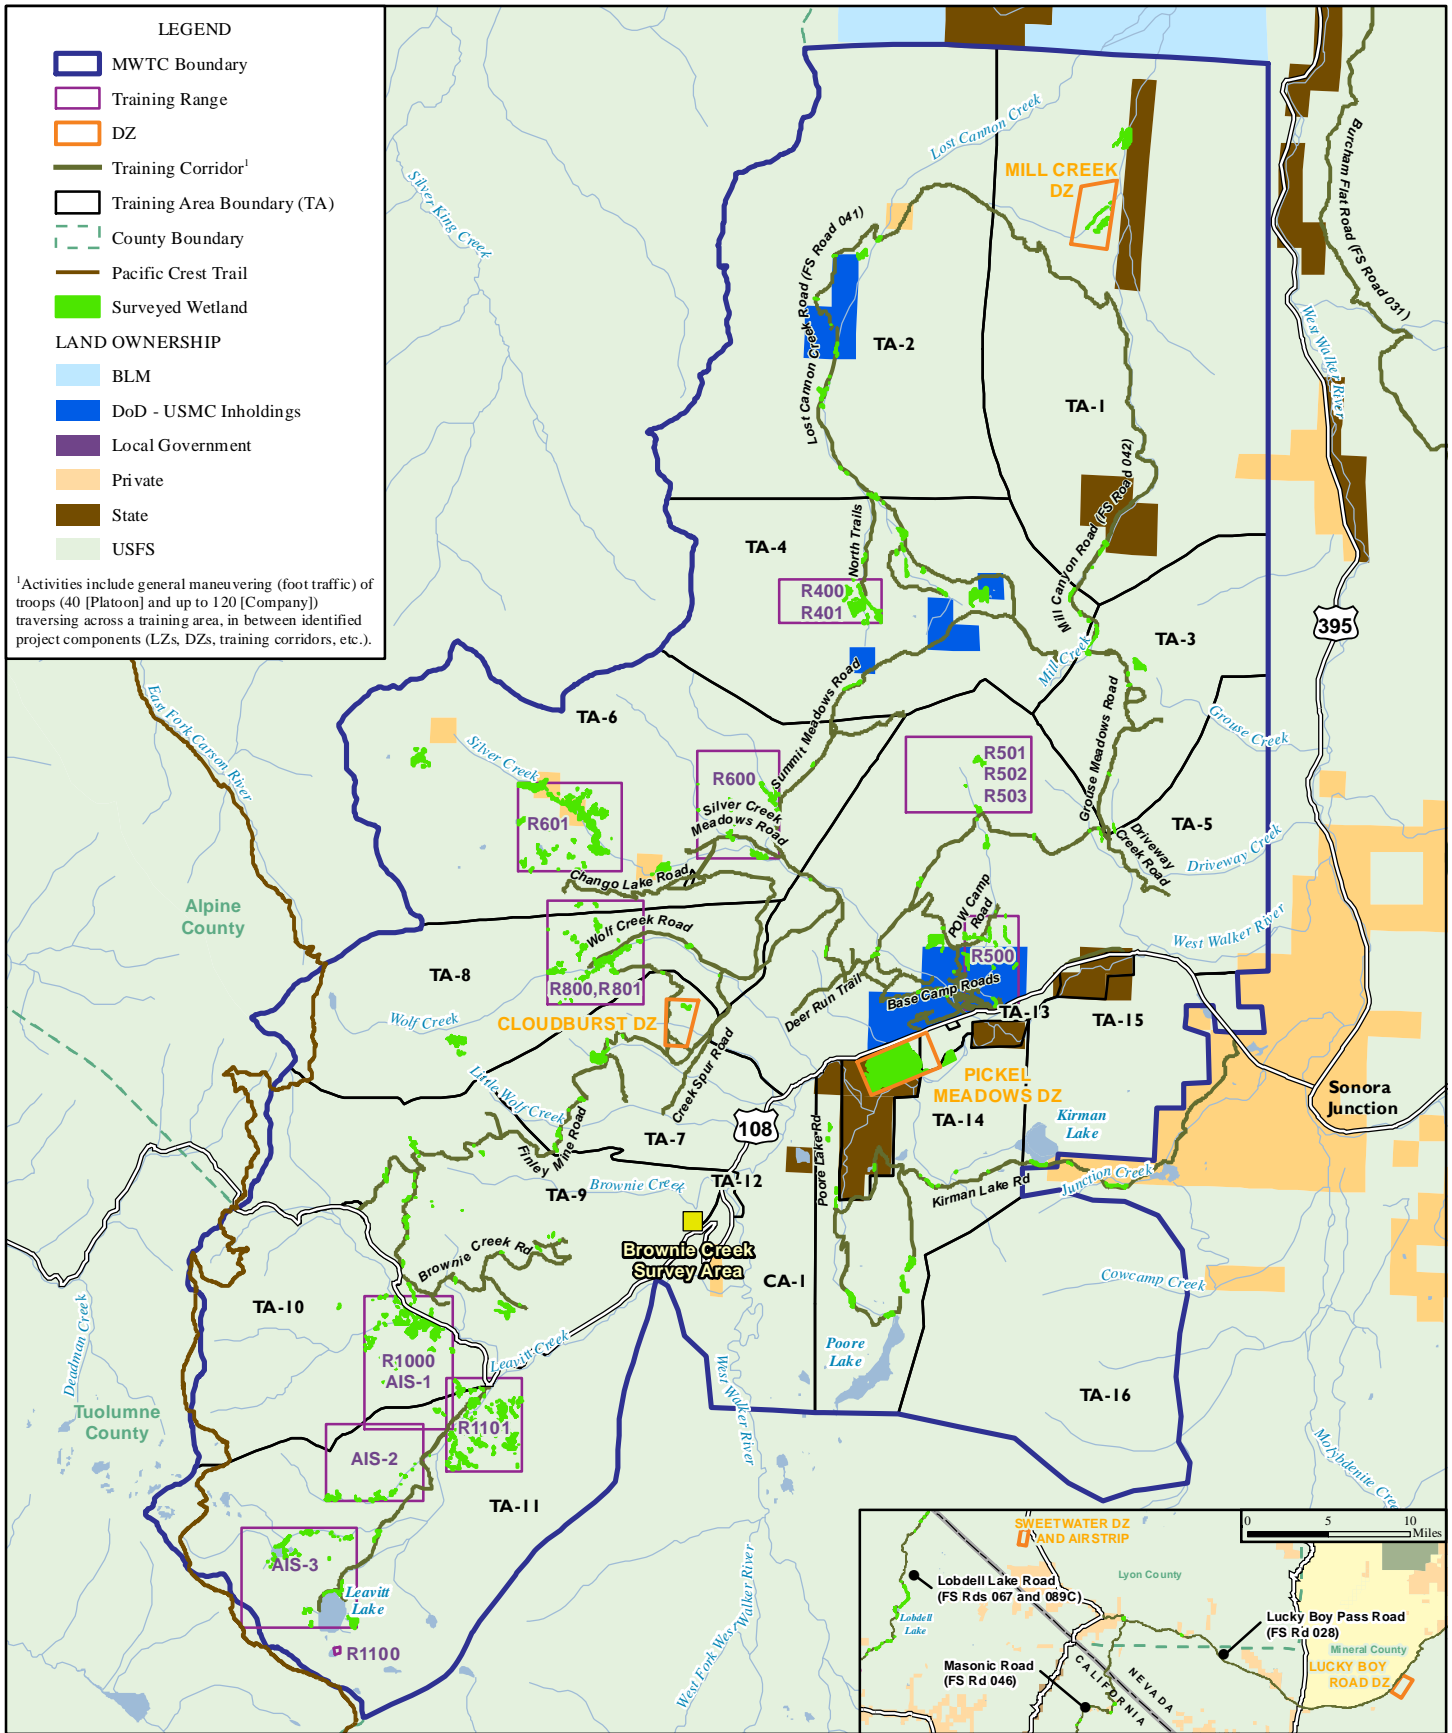 LEGEND
MWTC Boundary
Training Range
DZ
Training Corridor1
Training Area Boundary (TA)
County Boundary
Pacific Crest Trail
Surveyed Wetland
LAND OWNERSHIP
BLM
DoD - USMC Inholdings
Local Government
Private
State
USFS
1Activities include general maneuvering (foot traffic) of
troops (40 [Platoon] and up to 120 [Company])
traversing across a training area, in between identified
project components (LZs, DZs, training corridors, etc.).
Silver King Creek
Lost Cannon Creek
MILL CREEK
DZ
Burcham Flat Road (FS Road 031)
Lost Cannon Creek Road (FS Road 041)
TA-2
West Walker River
TA-1
Mill Canyon Road (FS Road 042)
North Trails
TA-4
R400
R401
395
TA-3
Mill Creek
East Fork Carson River
TA-6
Summit Meadows Road
Grouse Meadows Road
Grouse Creek
Silver Creek
R600
R501
R502
R503
R601
Silver Creek
Meadows Road
TA-5
Driveway
Creek Road
Driveway Creek
Chango Lake Road
Alpine
County
POW Camp
Road
Wolf Creek Road
West Walker River
TA-8
R500
R800,R801
Deer Run Trail
Base Camp Roads
Wolf Creek
CLOUDBURST DZ
TA-13
TA-15
Creek Spur Road
Little Wolf Creek
PICKEL
MEADOWS DZ
Sonora
Junction
108
TA-14
Kirman
Lake
Finley
Mine Road
TA-7
Poore Lake Rd
TA-12
Junction Creek
Kirman Lake Rd
TA-9
Brownie Creek
Brownie Creek
Survey Area
Brownie Creek Rd
CA-1
Cowcamp Creek
TA-10
Deadman Creek
Leavitt Creek
Poore
Lake
R1000
AIS-1
West Walker River
TA-16
Tuolumne
County
R1101
AIS-2
Molybdenite Creek
TA-11
AIS-3
Leavitt
Lake
R1100
West Fork West Walker River
SWEETWATER DZ
AND AIRSTRIP
0 5 10
Miles
Lyon County
Lobdell Lake Road
(FS Rds 067 and 089C)
Lobdell
Lake
Lucky Boy Pass Road
(FS Rd 028)
Mineral County
Masonic Road
(FS Rd 046)
CALIFORNIA
NEVADA
LUCKY BOY
ROAD DZ